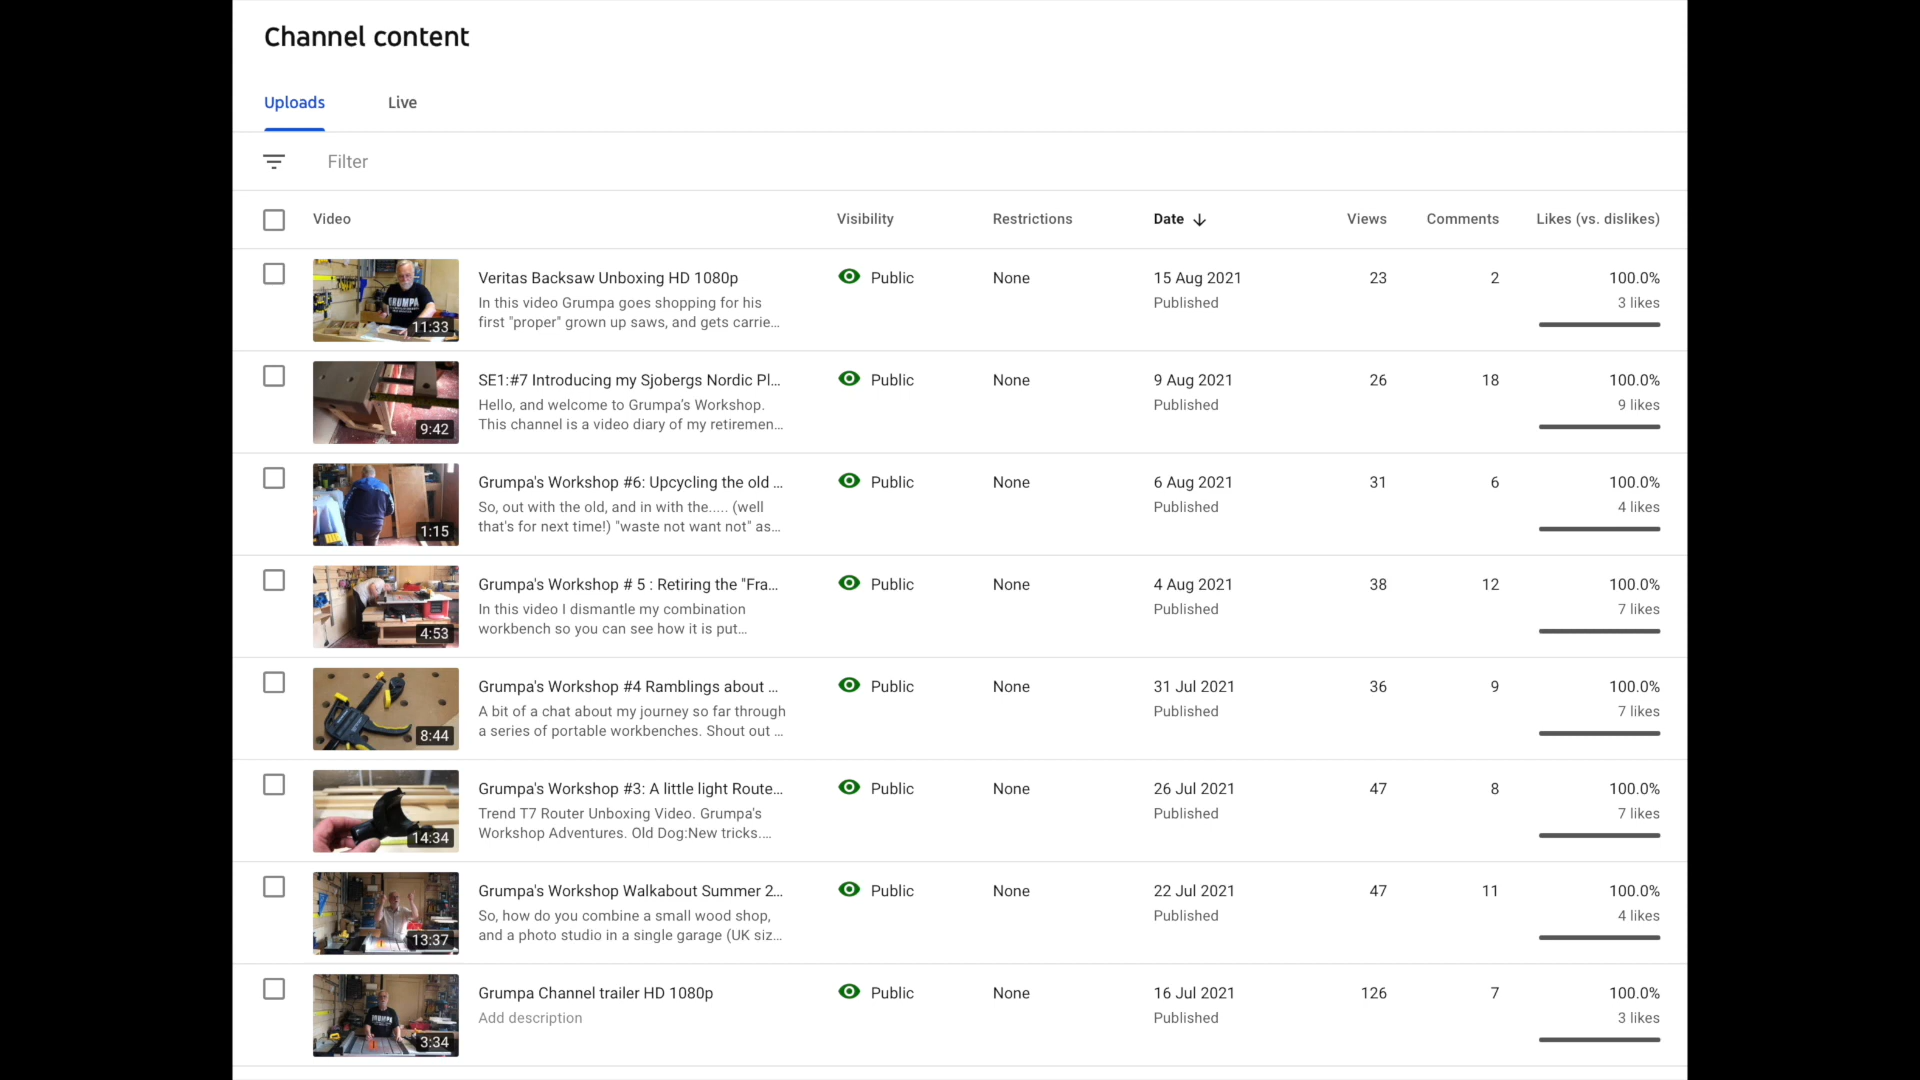 Channel content
Uploads Live
Filter
Video Visibility Restrictions Date Views Comments Likes (vs. dislikes)
Veritas Backsaw Unboxing HD 1080p Public None 15 Aug 2021 23 2 100.0%
In this video Grumpa goes shopping for his Published 3 likes
first "proper" grown up saws, and gets carrie...
GRUMPA
11:33
SE1:#7 Introducing my Sjobergs Nordic Pl... Public None 9 Aug 2021 26 18 100.0%
Hello, and welcome to Grumpa's Workshop. Published 9 likes
This channel is a video diary of my retiremen...
9:42
Grumpa's Workshop #6: Upcycling the old ... Public None 6 Aug 2021 31 6 100.0%
So, out with the old, and in with the..... (well Published 4 likes
that's for next time!) "waste not want not" as...
1:15
Grumpa's Workshop # 5 : Retiring the "Fra... Public None 4 Aug 2021 38 12 100.0%
In this video I dismantle my combination Published 7 likes
workbench so you can see how it is put...
4:53
Grumpa's Workshop #4 Ramblings about ... Public None 31 Jul 2021 36 9 100.0%
A bit of a chat about my journey so far through Published 7 likes
a series of portable workbenches. Shout out ...
8:44
Grumpa's Workshop #3: A little light Route... Public None 26 Jul 2021 47 8 100.0%
Trend T7 Router Unboxing Video. Grumpa's Published 7 likes
Workshop Adventures. Old Dog:New tricks....
14:34
Grumpa's Workshop Walkabout Summer 2... Public None 22 Jul 2021 47 11 100.0%
So, how do you combine a small wood shop, Published 4 likes
and a photo studio in a single garage (UK siz...
13:37
Grumpa Channel trailer HD 1080p Public None 16 Jul 2021 126 7 100.0%
Add description Published 3 likes
GRUMPA
3:34